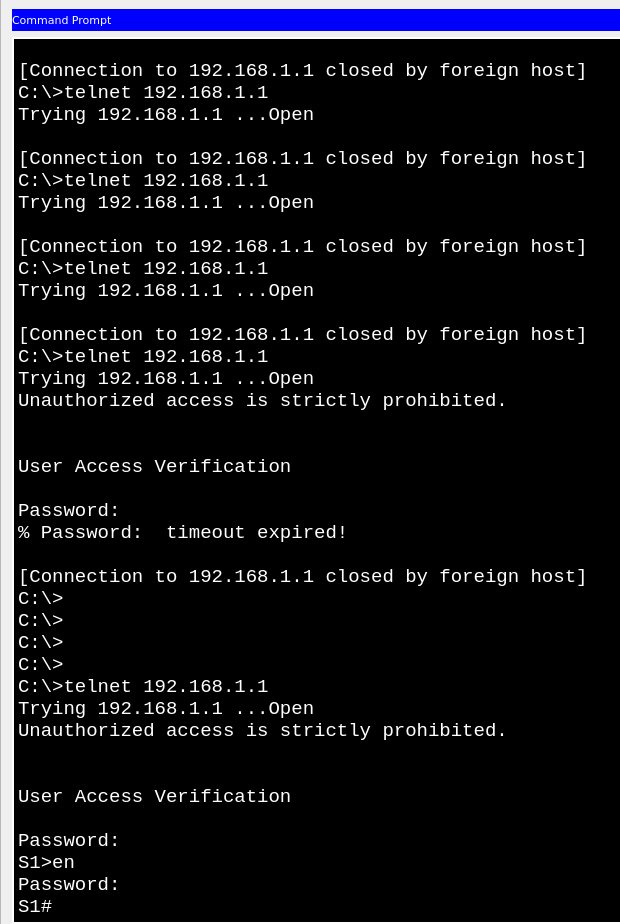 Command Prompt
[Connection to 192.168.1.1 closed by foreign host]
C:\>telnet 192.168.1.1
Trying 192.168.1.1 ...Open
[Connection to 192.168.1.1 closed by foreign host]
C:\>telnet 192.168.1.1
Trying 192.168.1.1 ...Open
[Connection to 192.168.1.1 closed by foreign host]
C:\>telnet 192.168.1.1
Trying 192.168.1.1 ...Open
[Connection to 192.168.1.1 closed by foreign host]
C:\>telnet 192.168.1.1
Trying 192.168.1.1 ...Open
Unauthorized access is strictly prohibited.
User Access Verification
Password:
% Password:  timeout expired!
[Connection to 192.168.1.1 closed by foreign host]
C:\>
C:\>
C:\>
C:\>
C:\>telnet 192.168.1.1
Trying 192.168.1.1 ...Open
Unauthorized access is strictly prohibited.
User Access Verification
Password:
S1>en
Password:
S1#